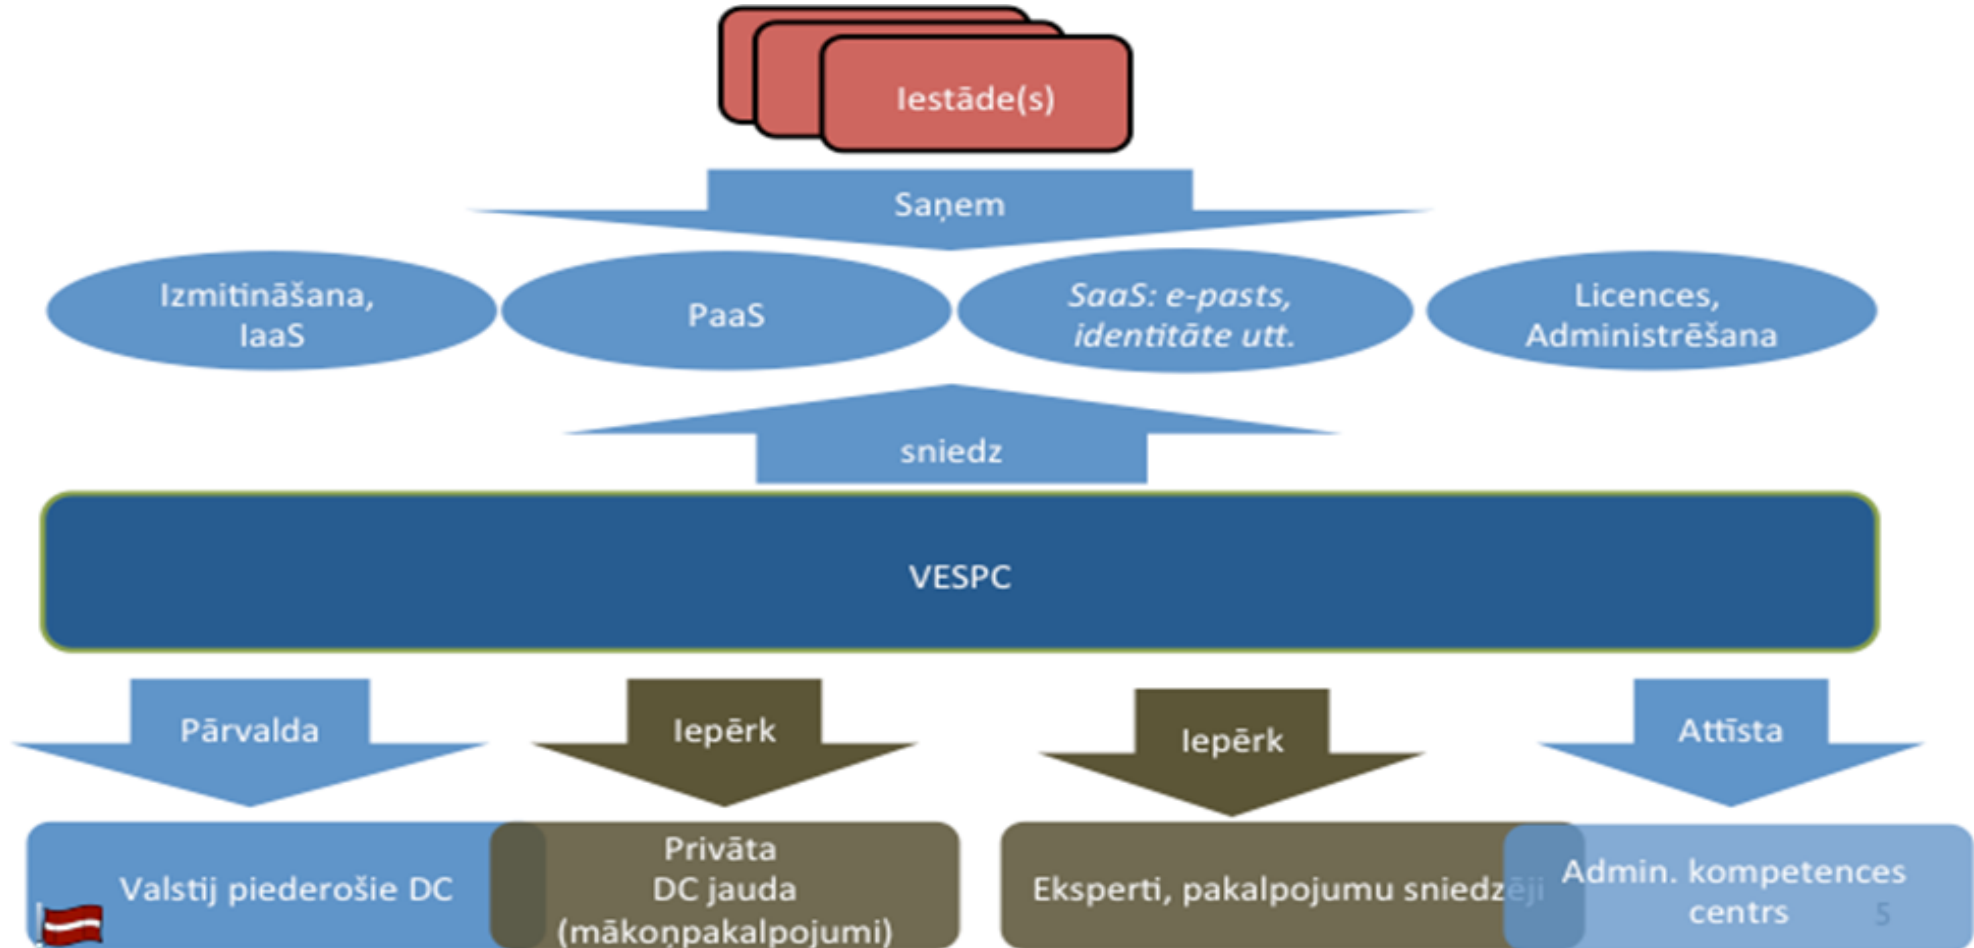 Iestāde(s)
Saņem
Izmitināšana,
IaaS
PaaS
SaaS: e-pasts,
identitāte utt.
Licences,
Administrēšana
sniedz
VESPC
Pārvalda
Iepērk
Iepērk
Attīsta
Valstij piederošie DC
Privāta
DC jauda
(mākoņpakalpojumi)
Eksperti, pakalpojumu sniedzēji
Admin. kompetences
centrs
5